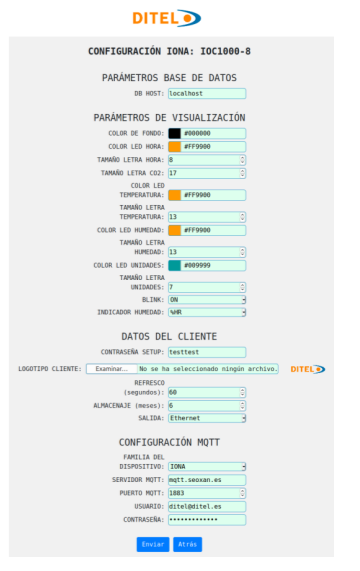 DITEL
CONFIGURACIÓN IONA: IOC1000-8
PARÁMETROS BASE DE DATOS
DB HOST: localhost
PARÁMETROS DE VISUALIZACIÓN
COLOR DE FONDO: #000000
COLOR LED HORA: #FF9900
TAMAÑO LETRA HORA: 8
TAMAÑO LETRA CO2: 17
COLOR LED
TEMPERATURA: #FF9900
TAMAÑO LETRA
TEMPERATURA: 13
COLOR LED HUMEDAD: #FF9900
TAMAÑO LETRA
HUMEDAD: 13
COLOR LED UNIDADES: #009999
TAMAÑO LETRA
UNIDADES: 7
BLINK: ON
INDICADOR HUMEDAD: %HR
DATOS DEL CLIENTE
CONTRASEÑA SETUP: testtest
LOGOTIPO CLIENTE: Examinar... No se ha seleccionado ningún archivo. DITEL
REFRESCO
(segundos): 60
ALMACENAJE (meses): 6
SALIDA: Ethernet
CONFIGURACIÓN MQTT
FAMILIA DEL
DISPOSITIVO: IONA
SERVIDOR MQTT: mqtt.seoxan.es
PUERTO MQTT: 1883
USUARIO: ditel@ditel.es
CONTRASEÑA: •••••••••••••
Enviar Atrás